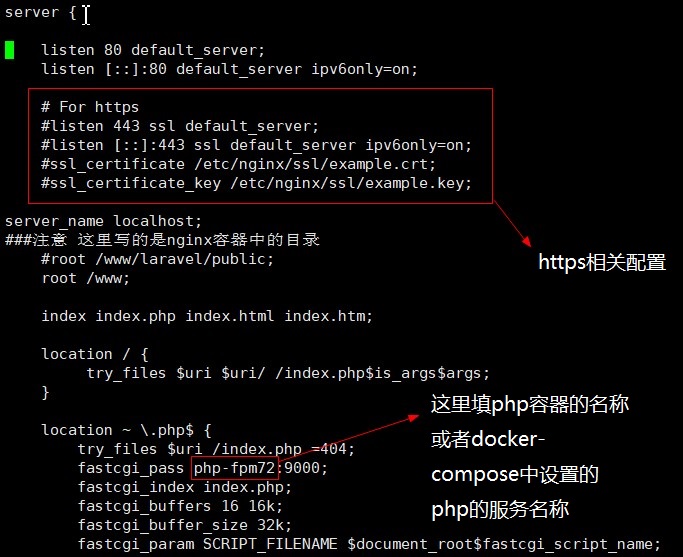 server {
listen 80 default_server;
listen [::]:80 default_server ipv6only=on;
# For https
#listen 443 ssl default_server;
#listen [::]:443 ssl default_server ipv6only=on;
#ssl_certificate /etc/nginx/ssl/example.crt;
#ssl_certificate_key /etc/nginx/ssl/example.key;
server_name localhost;
###注意 这里写的是nginx容器中的目录
#root /www/laravel/public;
root /www;
https相关配置
index index.php index.html index.htm;
location / {
try_files $uri $uri/ /index.php$is_args$args;
}
location ~ \.php$ {
try_files $uri /index.php =404;
fastcgi_pass php-fpm72:9000;
fastcgi_index index.php;
fastcgi_buffers 16 16k;
fastcgi_buffer_size 32k;
fastcgi_param SCRIPT_FILENAME $document_root$fastcgi_script_name;
这里填php容器的名称
或者docker-
compose中设置的
php的服务名称